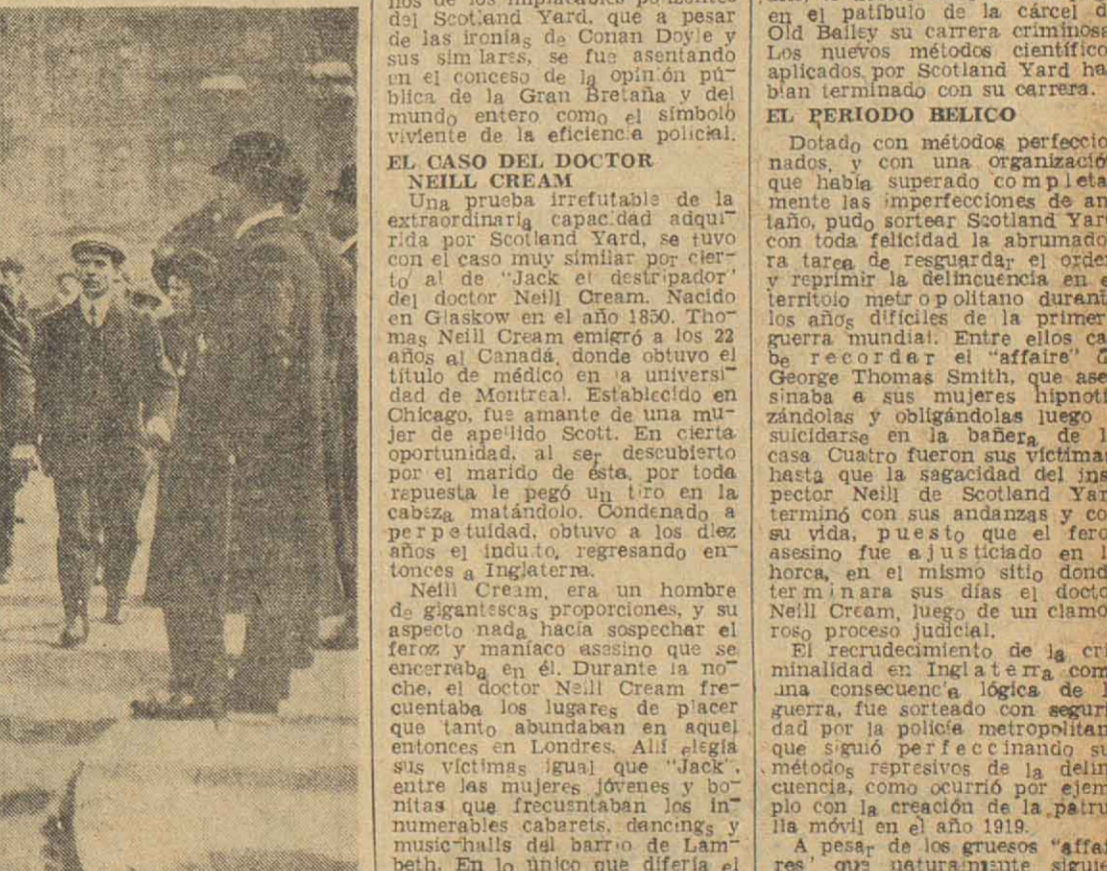 del Scotland Yard, que a pesar
de las ironías de Conan Doyle y
sus similares, se fue asentando
en el conceso de la opinión pú-
blica de la Gran Bretaña y del
mundo entero como el símbolo
viviente de la eficiencia policial.
EL CASO DEL DOCTOR
NEILL CREAM
Una prueba irrefutable de la
extraordinaria capacidad adqui-
rida por Scotland Yard, se tuvo
con el caso muy similar por cier-
to al de "Jack el destripador"
del doctor Neill Cream. Nacido
en Glaskow en el año 1850. Tho-
mas Neill Cream emigró a los 22
años al Canadá, donde obtuvo el
título de médico en la universi-
dad de Montreal. Establecido en
Chicago, fue amante de una mu-
jer de apellido Scott. En cierta
oportunidad, al ser descubierto
por el marido de ésta, por toda
repuesta le pegó un tiro en la
cabeza matándolo. Condenado a
perpetuidad, obtuvo a los diez
años el indulto, regresando en-
tonces a Inglaterra.
Neill Cream, era un hombre
de gigantescas proporciones, y su
aspecto nada hacía sospechar el
feroz y maníaco asesino que se
encerraba en él. Durante la no-
che, el doctor Neill Cream fre-
cuentaba los lugares de placer
que tanto abundaban en aquel
entonces en Londres. Allí elegía
sus víctimas igual que "Jack",
entre las mujeres jóvenes y bo-
nitas que frecuentaban los in-
numerables cabarets, dancings y
music-halls del barrio de Lam-
beth. En lo único que difería el
en el patíbulo de la cárcel d
Old Bailey su carrera criminosa
Los nuevos métodos científico
aplicados por Scotland Yard ha
bían terminado con su carrera.
EL PERIODO BELICO
Dotado con métodos perfeccio
nados, y con una organizació
que había superado completa
mente las imperfecciones de an
taño, pudo sortear Scotland Yar
con toda felicidad la abrumado
ra tarea de resguardar el orde
y reprimir la delincuencia en e
territoio metropolitano durant
los años difíciles de la primer
guerra mundial. Entre ellos ca
be recordar el "affaire" d
George Thomas Smith, que ase
sinaba a sus mujeres hipnoti
zándolas y obligándolas luego
suicidarse en la bañera de l
casa Cuatro fueron sus víctimas
hasta que la sagacidad del ins
pector Neill de Scotland Yar
terminó con sus andanzas y co
su vida, puesto que el fero
asesino fue ajusticiado en l
horca, en el mismo sitio dond
terminara sus días el docto
Neill Cream, luego de un clamo
roso proceso judicial.
El recrudecimiento de la cri
minalidad en Inglaterra com
una consecuencia lógica de l
guerra, fue sorteado con seguri
dad por la policía metropolitan
que siguió perfeccinando su
métodos represivos de la delin
cuencia, como ocurrió por ejem
plo con la creación de la patru
lla móvil en el año 1919.
A pesar de los gruesos "affai
res" que naturalmente siguie